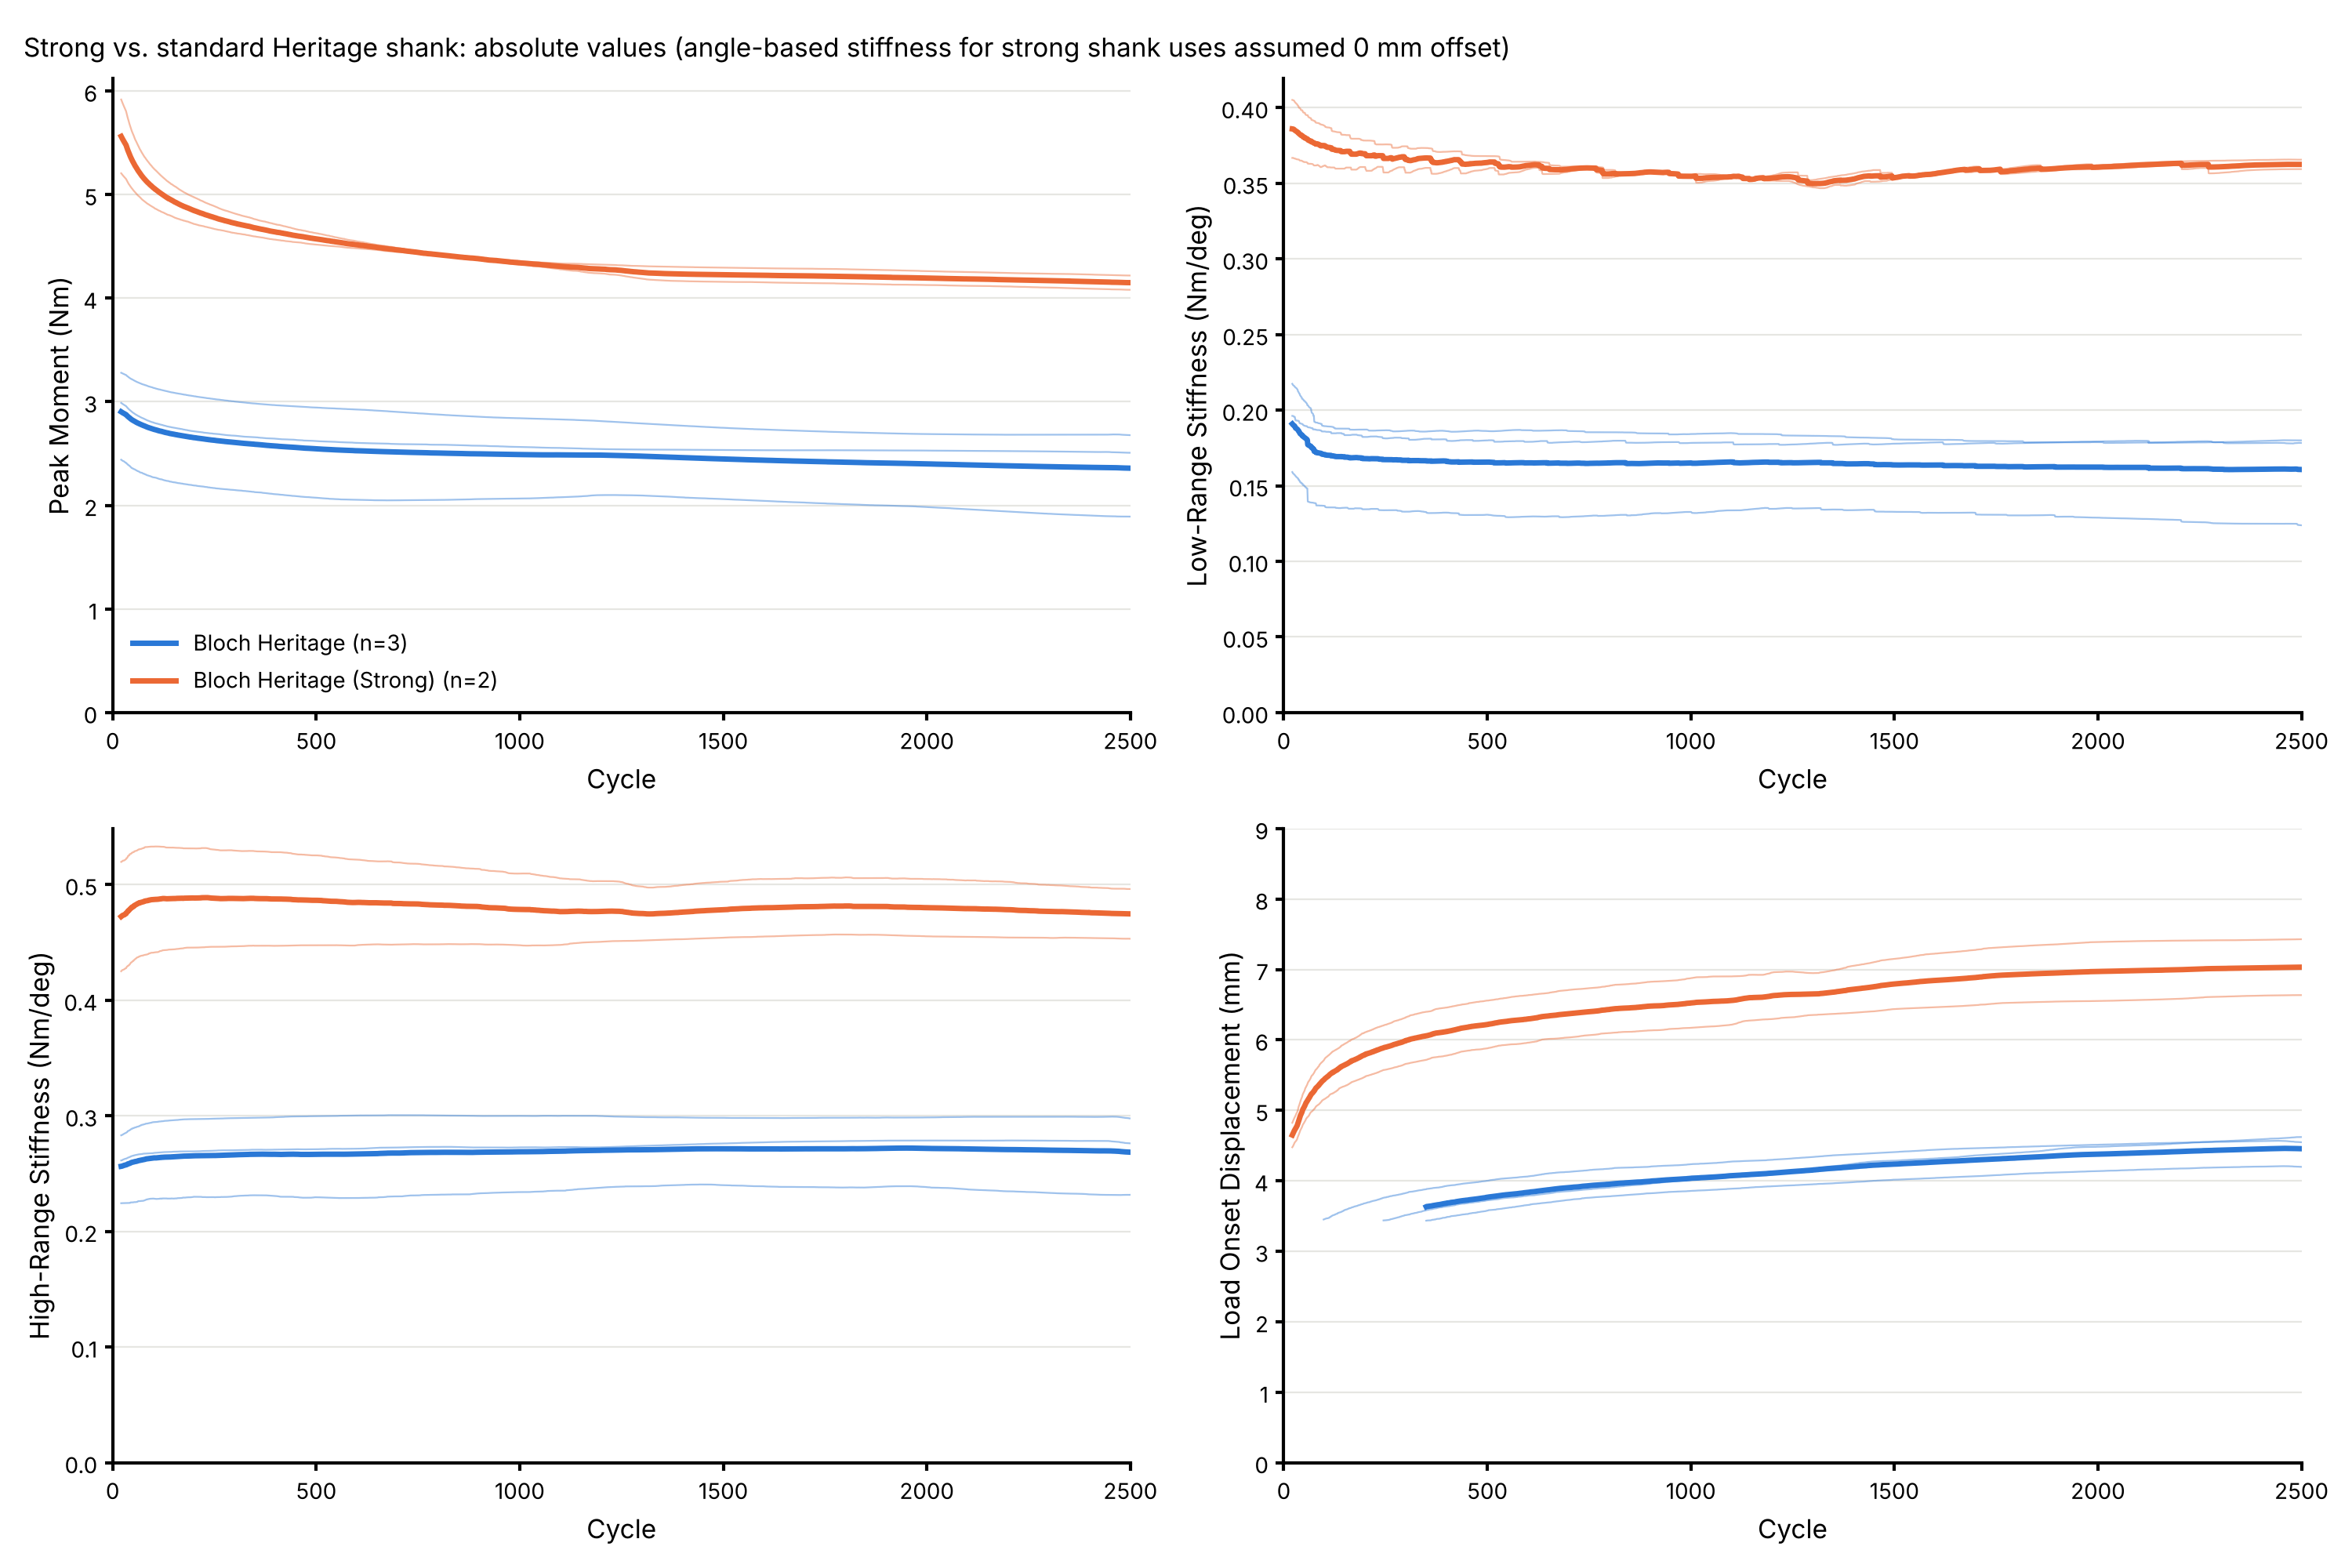 Strong vs. standard Heritage shank: absolute values (angle-based stiffness for strong shank uses assumed 0 mm offset)
Peak Moment (Nm)
6
5
4
3
2
1
0
Bloch Heritage (n=3)
Bloch Heritage (Strong) (n=2)
0 500 1000 1500 2000 2500
Cycle
Low-Range Stiffness (Nm/deg)
0.40
0.35
0.30
0.25
0.20
0.15
0.10
0.05
0.00
0 500 1000 1500 2000 2500
Cycle
High-Range Stiffness (Nm/deg)
0.5
0.4
0.3
0.2
0.1
0.0
0 500 1000 1500 2000 2500
Cycle
Load Onset Displacement (mm)
9
8
7
6
5
4
3
2
1
0
0 500 1000 1500 2000 2500
Cycle